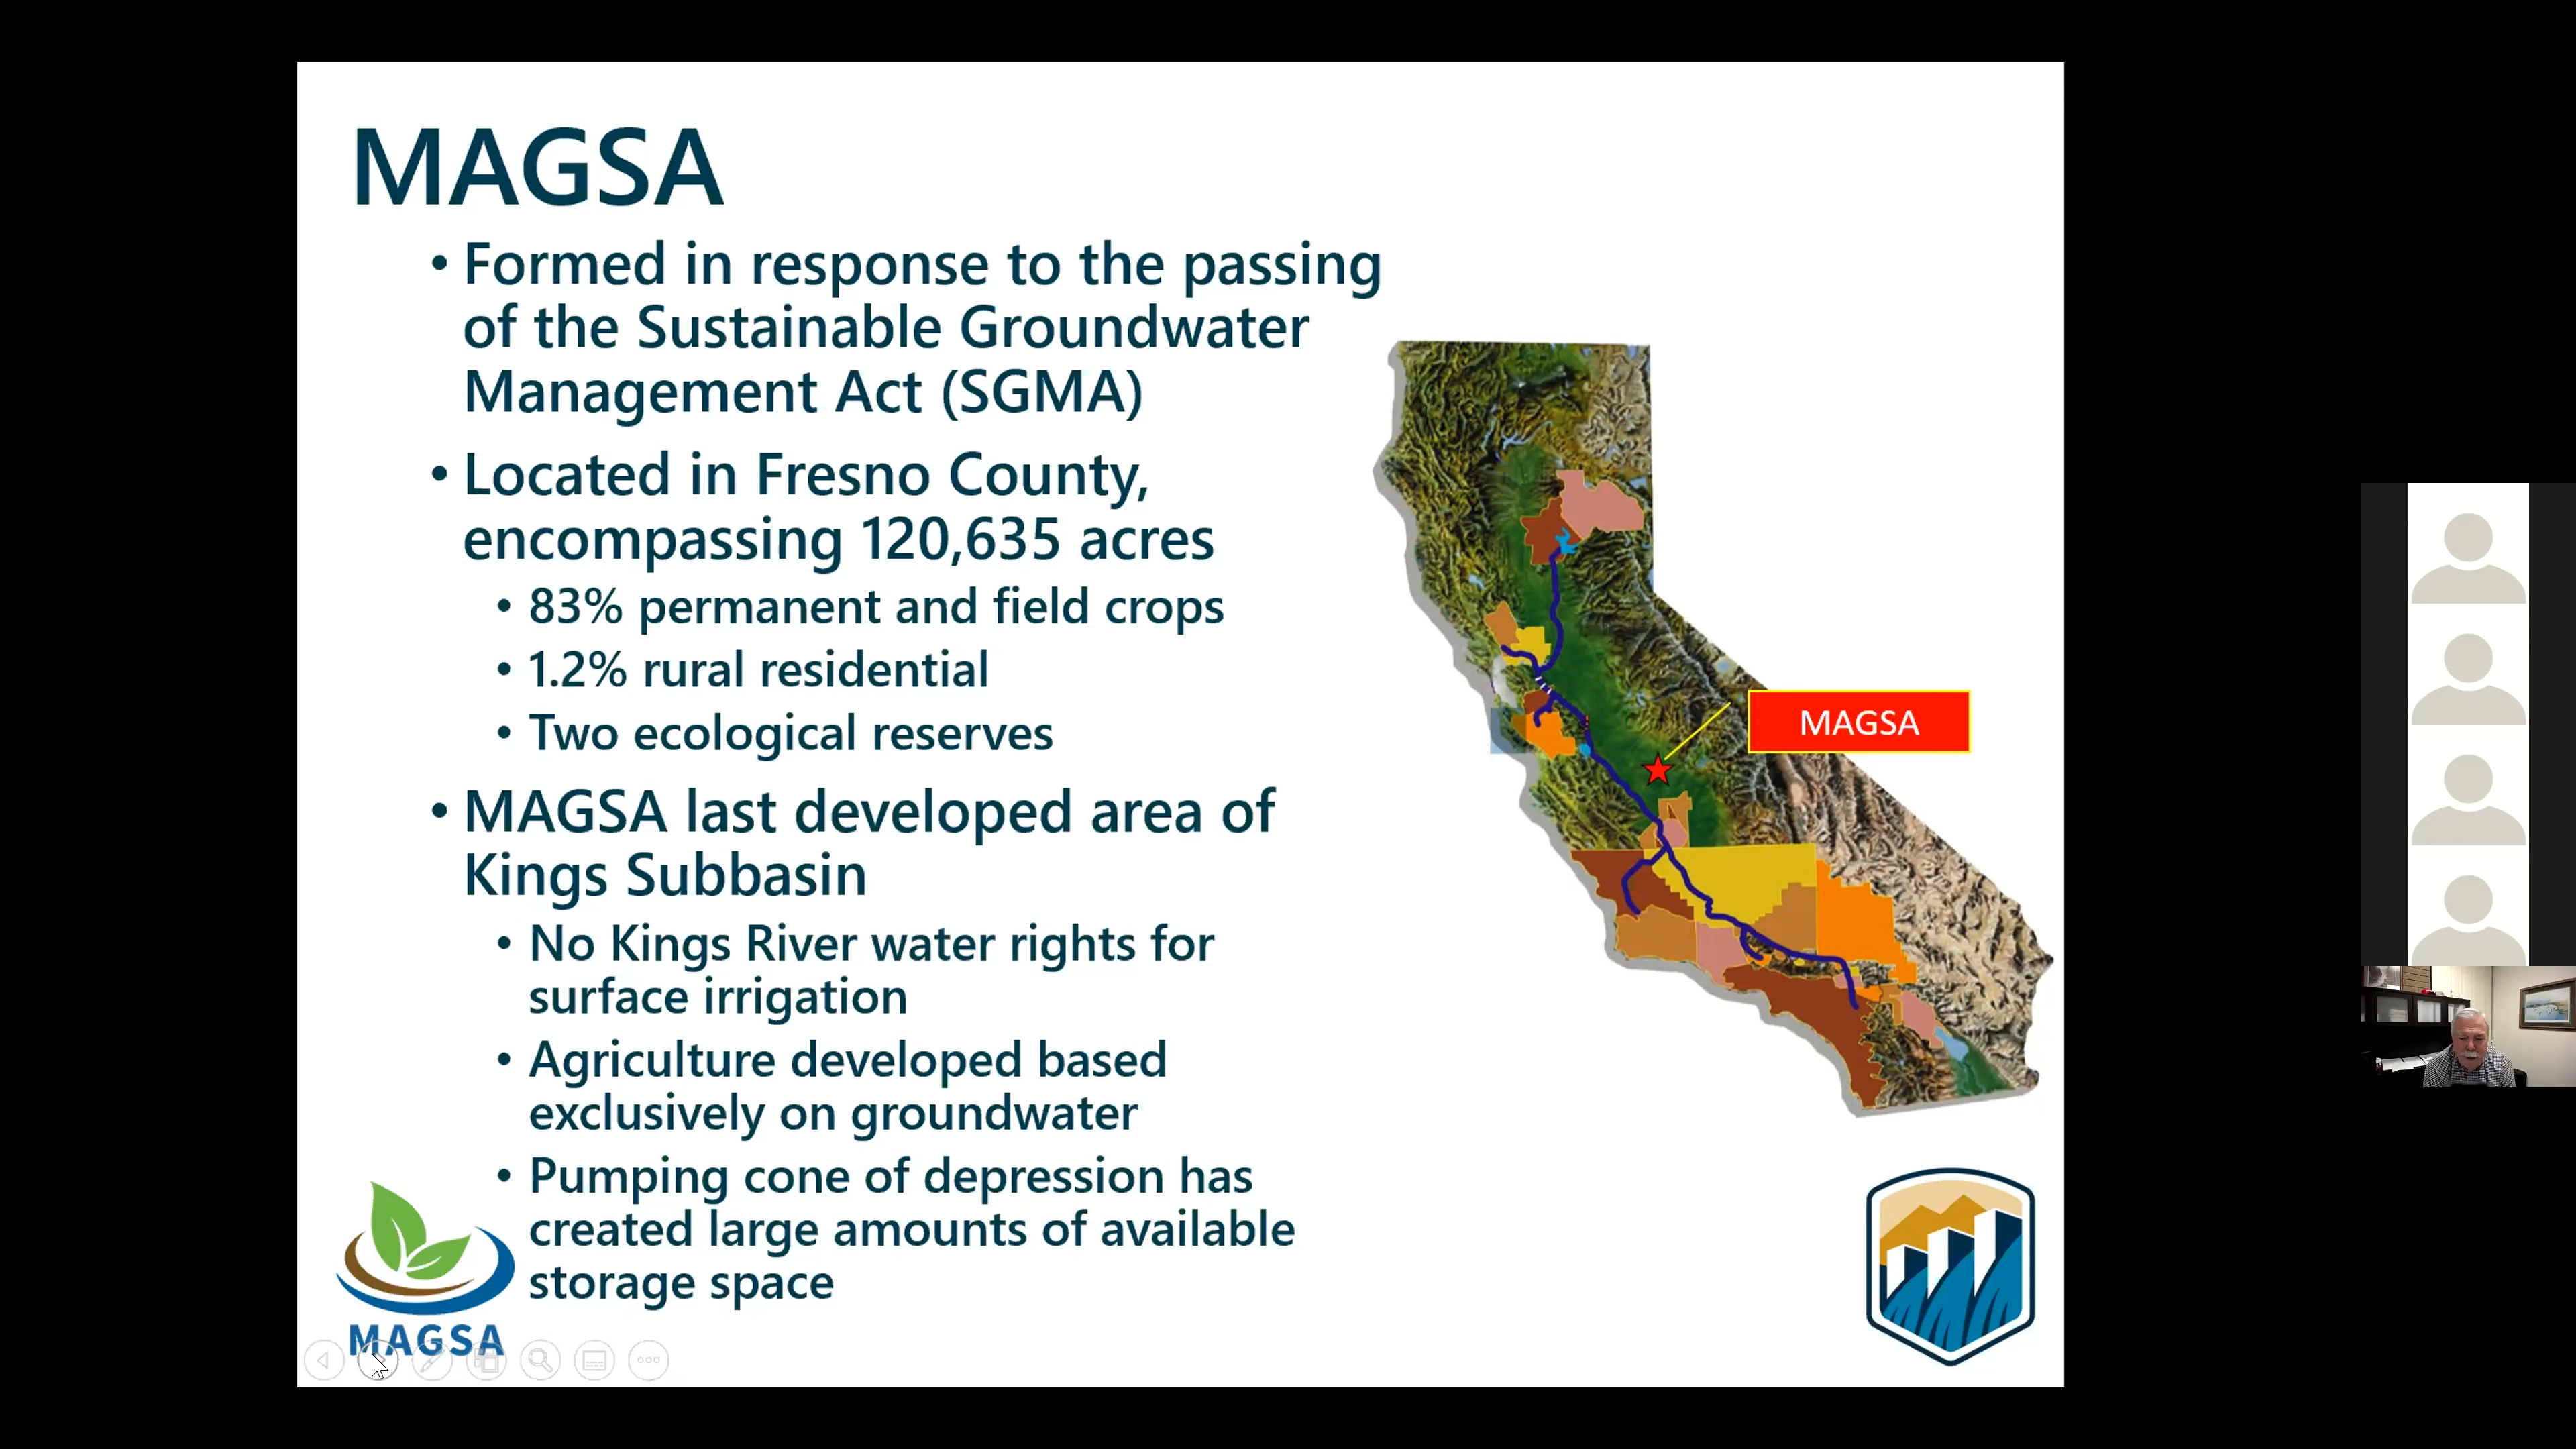 MAGSA
• Formed in response to the passing
of the Sustainable Groundwater
Management Act (SGMA)
• Located in Fresno County,
encompassing 120,635 acres
• 83% permanent and field crops
• 1.2% rural residential
• Two ecological reserves
• MAGSA last developed area of
Kings Subbasin
• No Kings River water rights for
surface irrigation
• Agriculture developed based
exclusively on groundwater
• Pumping cone of depression has
created large amounts of available
storage space
MAGSA
MAGSA